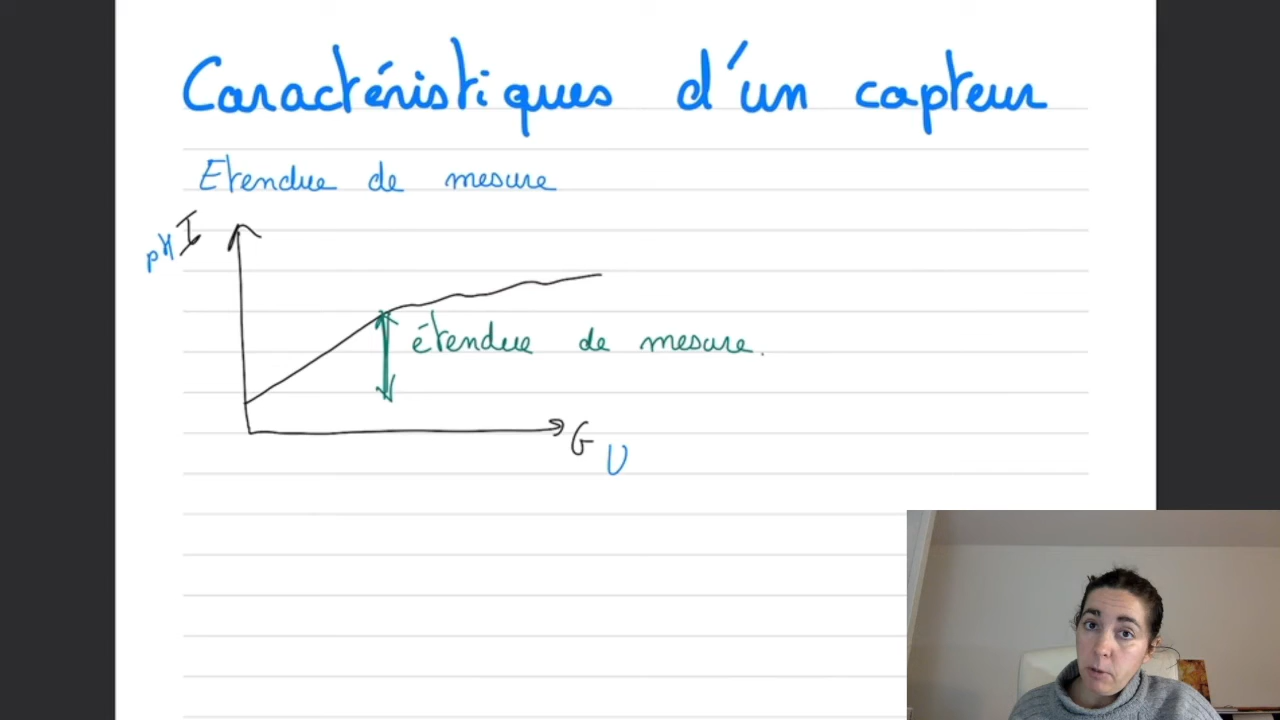 Caractéristiques d'un capteur
Etendue de mesure
pH I
étendue de mesure.
G
U